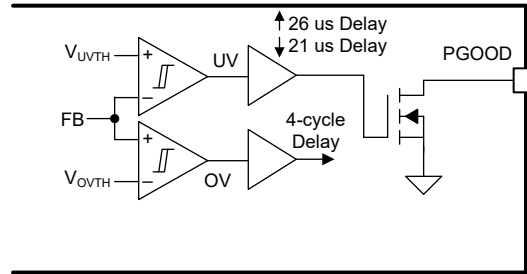 26 us Delay
21 us Delay
PGOOD
VUVTH
+
UV
−
FB
4-cycle
Delay
+
VOVTH
−
OV